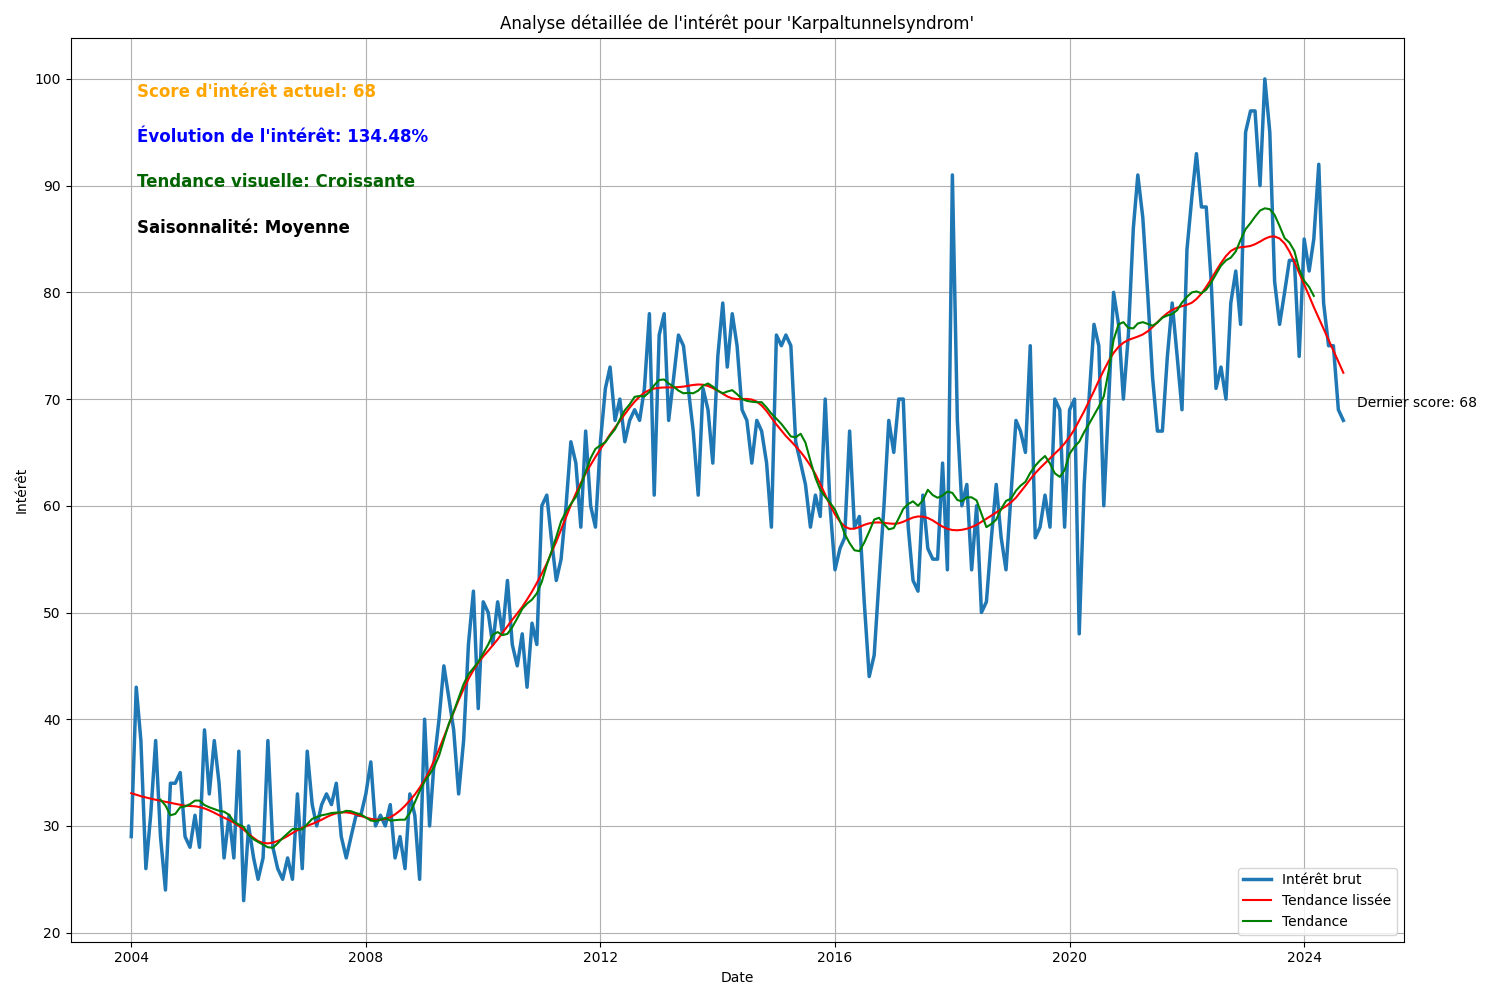 Analyse détaillée de l'intérêt pour 'Karpaltunnelsyndrom'
Score d'intérêt actuel: 68
Évolution de l'intérêt: 134.48%
Tendance visuelle: Croissante
Saisonnalité: Moyenne
100
90
80
70
60
50
40
30
20
Intérêt
Dernier score: 68
Intérêt brut
Tendance lissée
Tendance
2004 2008 2012 2016 2020 2024
Date